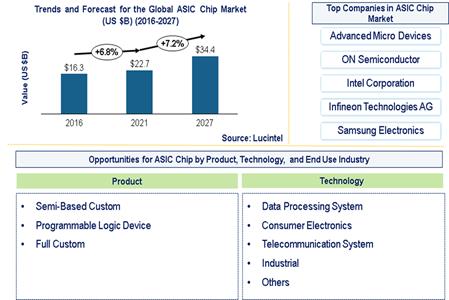 Trends and Forecast for the Global ASIC Chip Market
(US $B) (2016-2027)
Value (US $B)
+6.8%
+7.2%
$16.3
$22.7
$34.4
2016
2021
2027
Source: Lucintel
Top Companies in ASIC Chip
Market
Advanced Micro Devices
ON Semiconductor
Intel Corporation
Infineon Technologies AG
Samsung Electronics
Opportunities for ASIC Chip by Product, Technology, and End Use Industry
Product
• Semi-Based Custom
• Programmable Logic Device
• Full Custom
Technology
• Data Processing System
• Consumer Electronics
• Telecommunication System
• Industrial
• Others